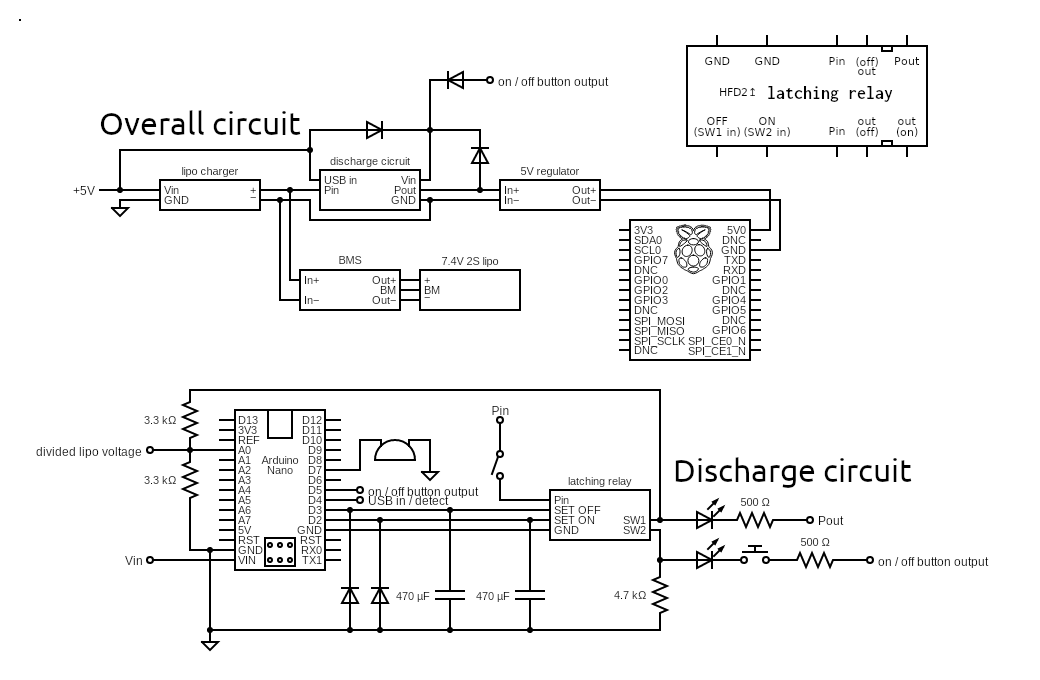 GND GND Pin (off) Pout
out
HFD2↥ latching relay
OFF ON out out
(SW1 in) (SW2 in) Pin (off) (on)
on / off button output
Overall circuit
discharge cicruit
lipo charger
5V regulator
+5V
Vin +
GND −
USB in Vin
Pin Pout
GND
In+ Out+
In− Out−
BMS
7.4V 2S lipo
In+ Out+
BM
In− Out−
+
BM
−
3V3 5V0
SDA0 DNC
SCL0 GND
GPIO7 TXD
DNC RXD
GPIO0 GPIO1
GPIO2 DNC
GPIO3 GPIO4
DNC GPIO5
SPI_MOSI DNC
SPI_MISO GPIO6
SPI_SCLK SPI_CE0_N
DNC SPI_CE1_N
Discharge circuit
3.3 kΩ
divided lipo voltage
3.3 kΩ
Vin
Arduino
Nano
D13 D12
3V3 D11
REF D10
A0 D9
A1 D8
A2 D7
A3 D6
A4 D5
A5 D4
A6 D3
A7 D2
5V GND
RST RST
GND RX0
VIN TX1
on / off button output
USB in / detect
Pin
latching relay
Pin
SET OFF
SET ON SW1
GND SW2
500 Ω
Pout
500 Ω
on / off button output
470 µF
470 µF
4.7 kΩ